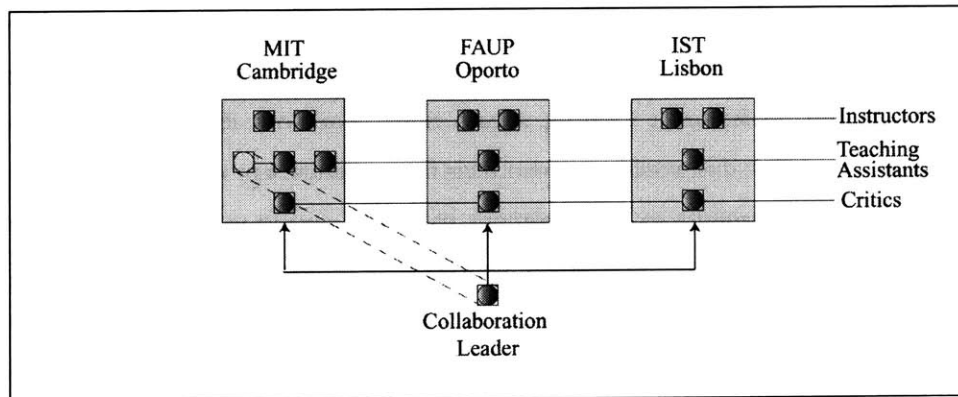 MIT
Cambridge
FAUP
Oporto
IST
Lisbon
Instructors
Teaching
Assistants
Critics
Collaboration
Leader